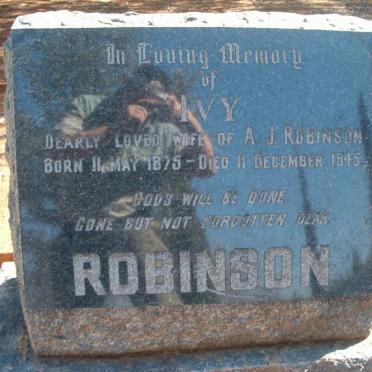 In Loving Memory
of
IVY
DEARLY LOVED WIFE OF A. J. ROBINSON
BORN 11 MAY 1875 - DIED 11 DECEMBER 1945.
GODS WILL BE DONE
GONE BUT NOT FORGOTTEN DEAR
ROBINSON